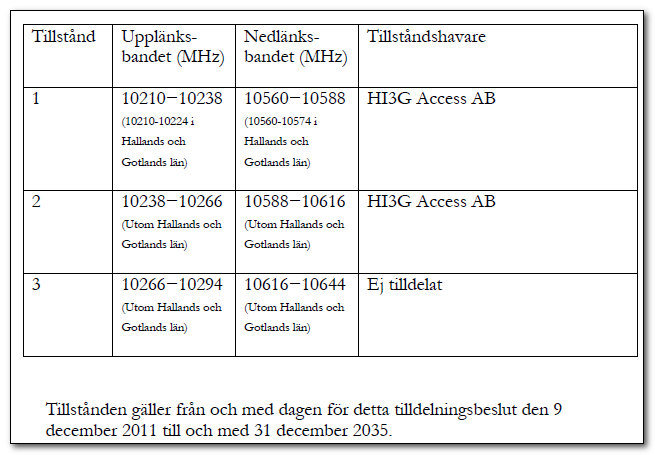 Tillstånd Upplänks- Nedlänks- Tillståndshavare
bandet (MHz) bandet (MHz)
1 10210−10238 10560−10588 HI3G Access AB
(10210-10224 i (10560-10574 i
Hallands och Hallands och
Gotlands län) Gotlands län)
2 10238−10266 10588−10616 HI3G Access AB
(Utom Hallands och (Utom Hallands och
Gotlands län) Gotlands län)
3 10266−10294 10616−10644 Ej tilldelat
(Utom Hallands och (Utom Hallands och
Gotlands län) Gotlands län)
Tillstånden gäller från och med dagen för detta tilldelningsbeslut den 9
december 2011 till och med 31 december 2035.